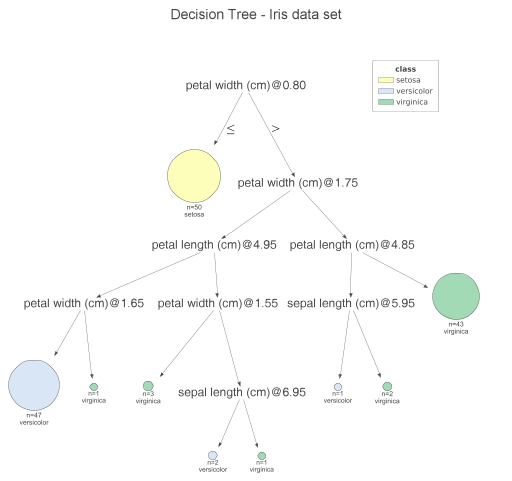 Decision Tree - Iris data set
class
setosa
versicolor
virginica
petal width (cm)@0.80
≤
>
n=50
setosa
petal width (cm)@1.75
petal length (cm)@4.95
petal length (cm)@4.85
petal width (cm)@1.65
petal width (cm)@1.55
sepal length (cm)@5.95
n=43
virginica
n=47
versicolor
n=1
virginica
n=3
virginica
sepal length (cm)@6.95
n=1
versicolor
n=2
virginica
n=2
versicolor
n=1
virginica